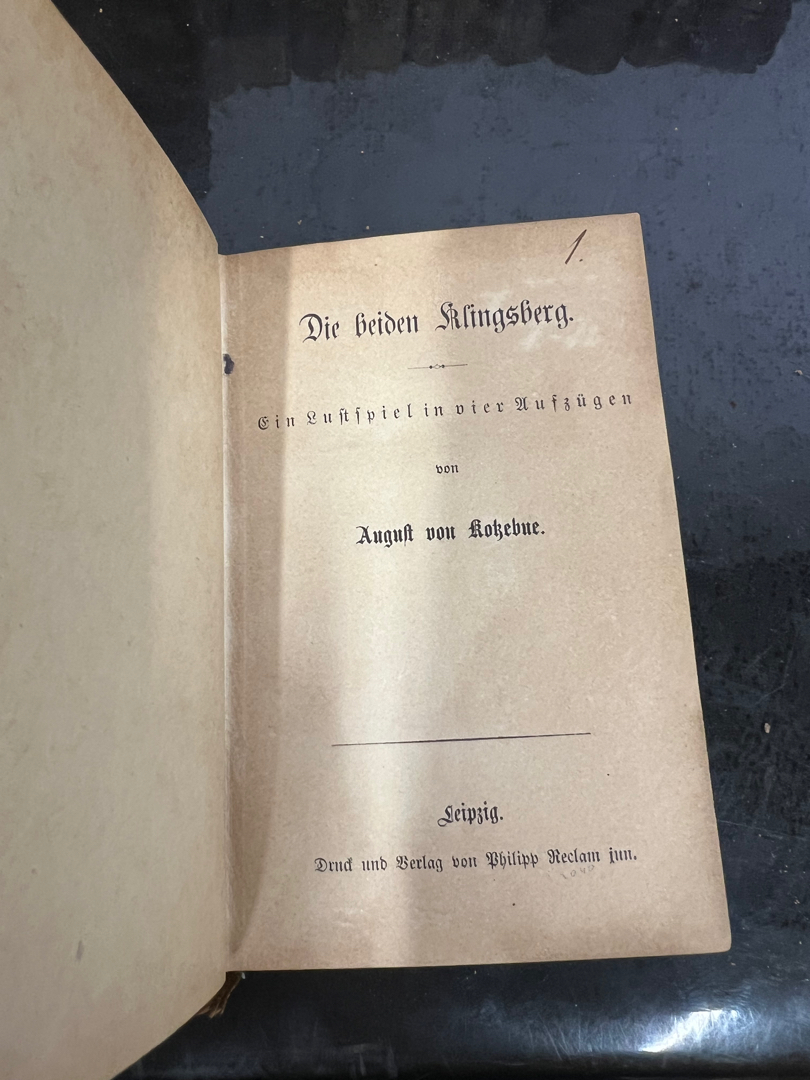 1.
Die beiden Klingsberg.
Ein Lustspiel in vier Aufzügen
von
August von Kotzebue.
Leipzig.
Druck und Verlag von Philipp Reclam jun.